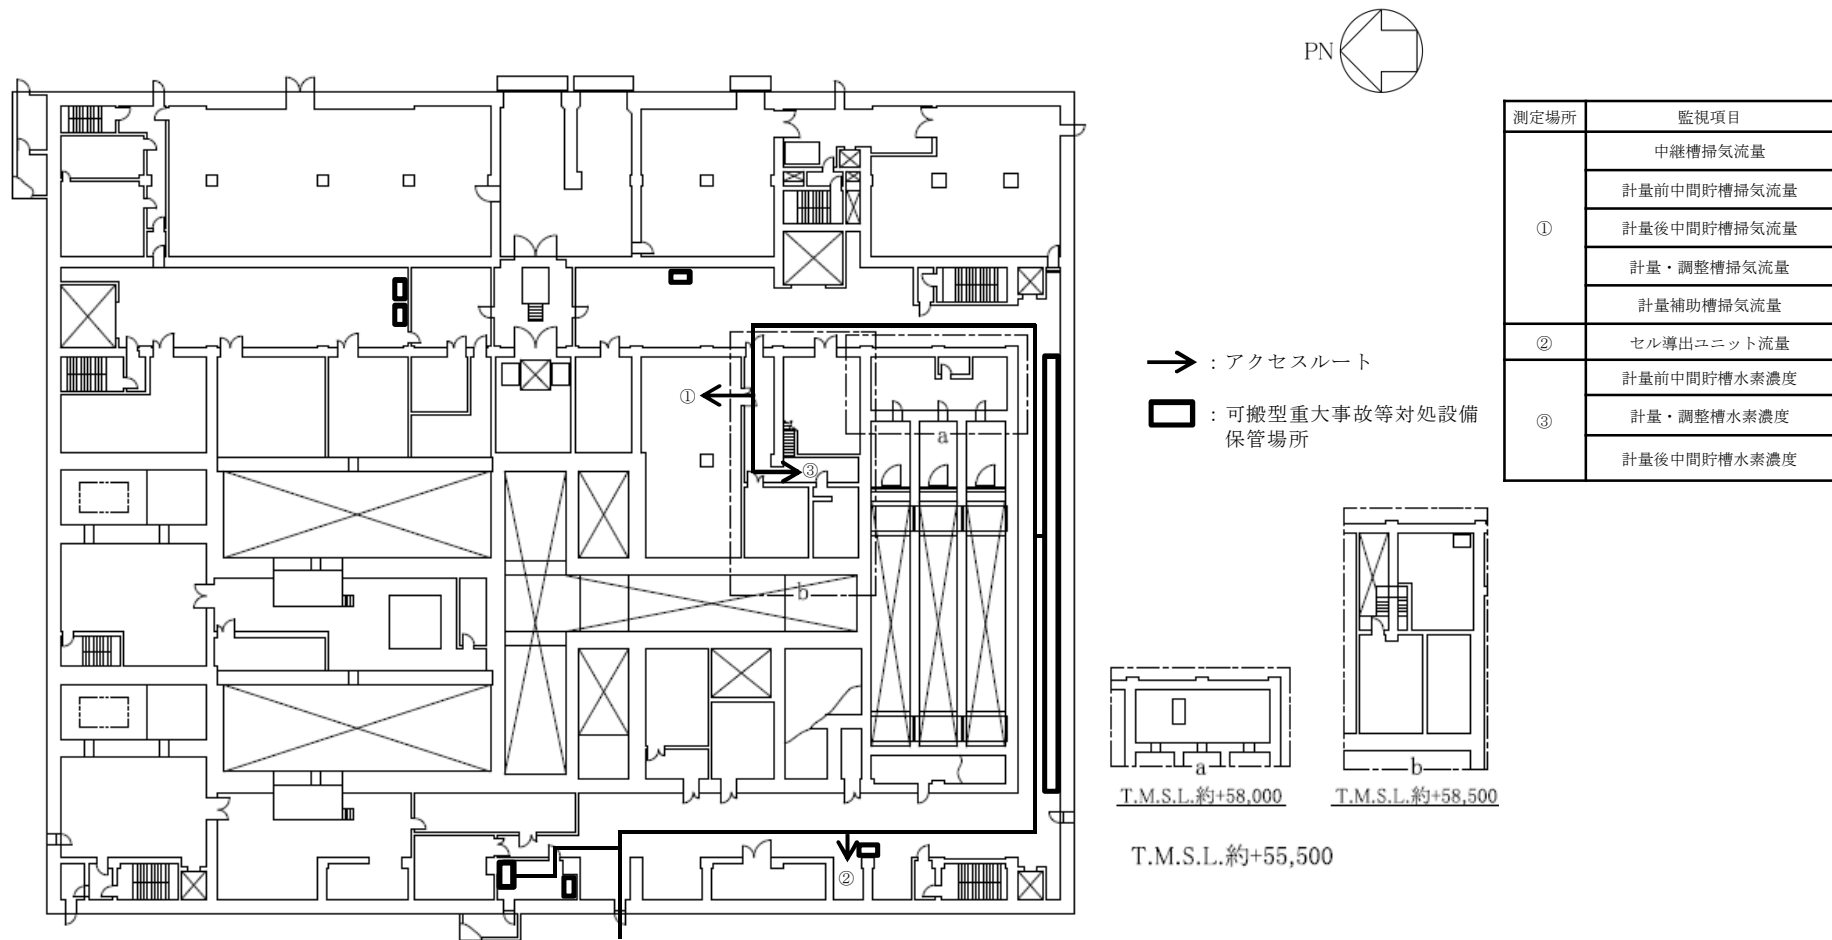 PN
測定場所 監視項目
① 中継槽掃気流量
計量前中間貯槽掃気流量
計量後中間貯槽掃気流量
計量・調整槽掃気流量
計量補助槽掃気流量
② セル導出ユニット流量
③ 計量前中間貯槽水素濃度
計量・調整槽水素濃度
計量後中間貯槽水素濃度
：アクセスルート
：可搬型重大事故等対処設備
保管場所
①
③
a
b
②
a
T.M.S.L.約+58,000
b
T.M.S.L.約+58,500
T.M.S.L.約+55,500